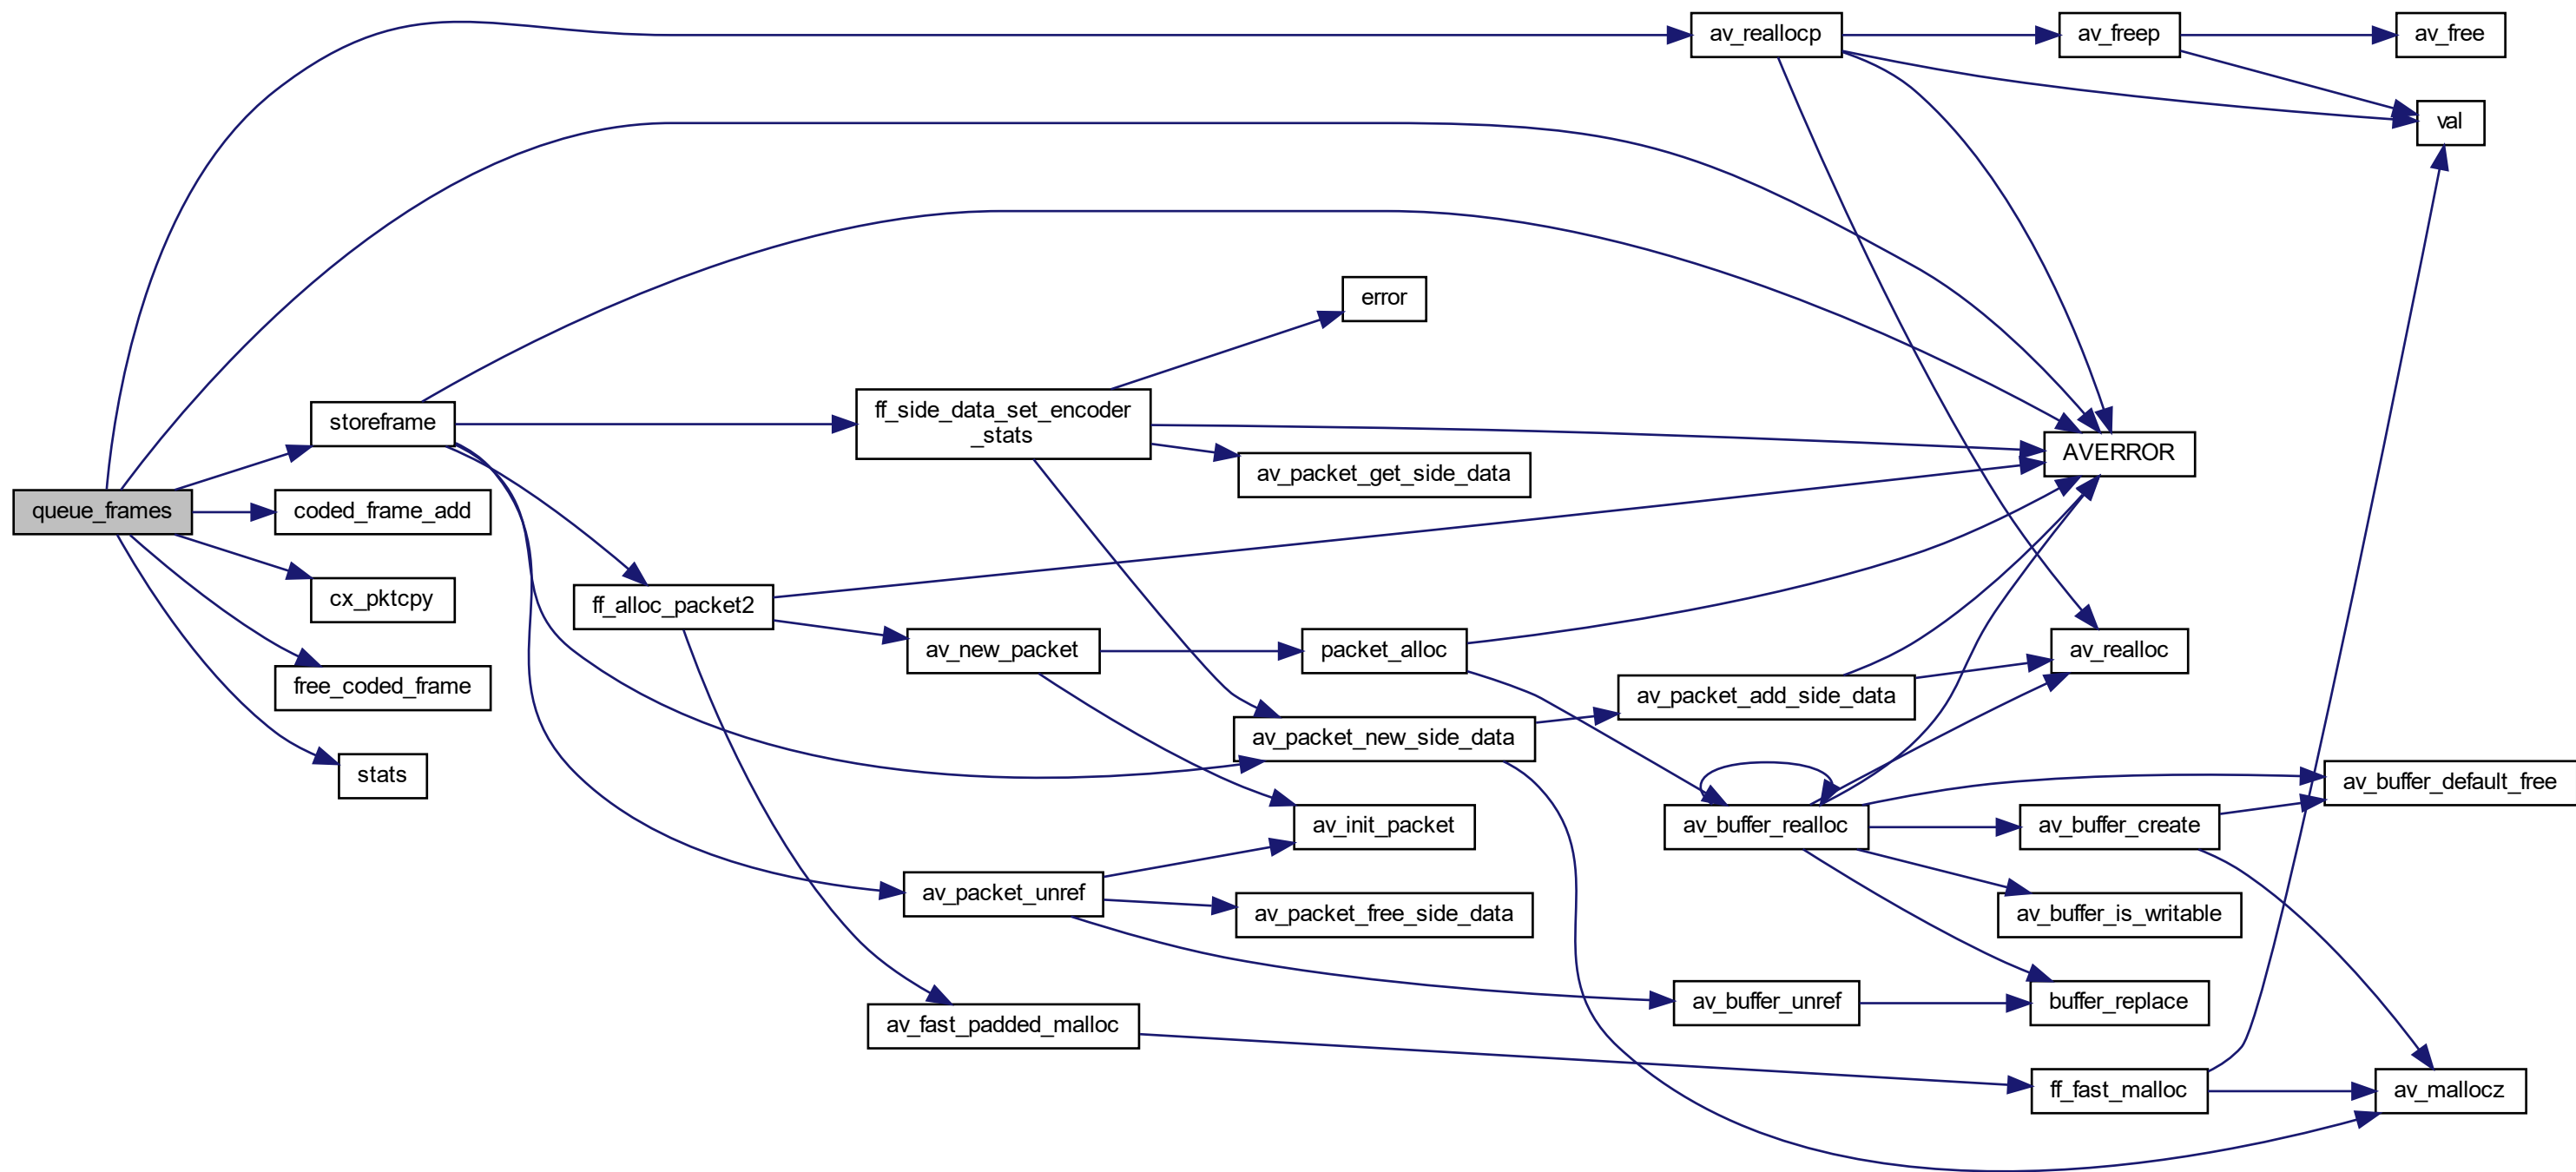 av_reallocp
av_freep
av_free
val
error
ff_side_data_set_encoder
_stats
storeframe
AVERROR
av_packet_get_side_data
queue_frames
coded_frame_add
cx_pktcpy
ff_alloc_packet2
av_new_packet
packet_alloc
av_realloc
free_coded_frame
av_packet_add_side_data
av_packet_new_side_data
stats
av_buffer_default_free
av_init_packet
av_buffer_realloc
av_buffer_create
av_packet_unref
av_packet_free_side_data
av_buffer_is_writable
av_buffer_unref
buffer_replace
av_fast_padded_malloc
ff_fast_malloc
av_mallocz